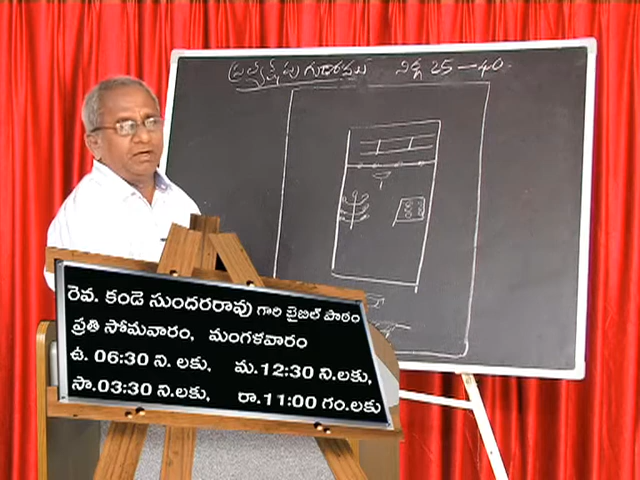 ప్రత్యక్షపు గుడారము నిర్గ 25-40.
రెవ. కండె సుందరరావు గారి బైబిల్ పాఠం
ప్రతి సోమవారం, మంగళవారం
ఉ. 06:30 ని. లకు, మ.12:30 ని.లకు,
సా.03:30 ని.లకు, రా.11:00 గం.లకు